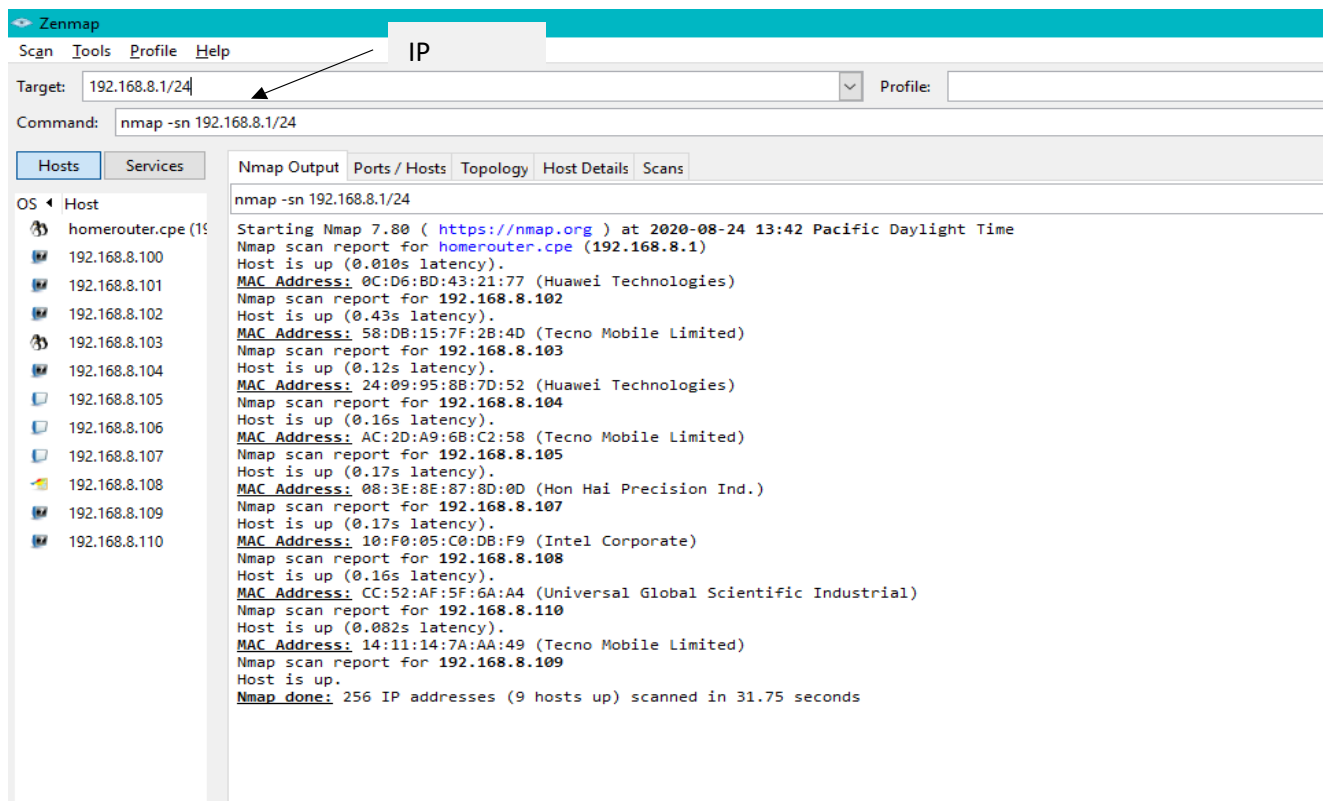 Zenmap
Scan Tools Profile Help
IP
Target: 192.168.8.1/24 Profile:
Command: nmap -sn 192.168.8.1/24
Hosts Services
Nmap Output Ports / Hosts Topology Host Details Scans
OS Host
homerouter.cpe (19
192.168.8.100
192.168.8.101
192.168.8.102
192.168.8.103
192.168.8.104
192.168.8.105
192.168.8.106
192.168.8.107
192.168.8.108
192.168.8.109
192.168.8.110
nmap -sn 192.168.8.1/24
Starting Nmap 7.80 ( https://nmap.org ) at 2020-08-24 13:42 Pacific Daylight Time
Nmap scan report for homerouter.cpe (192.168.8.1)
Host is up (0.010s latency).
MAC Address: 0C:D6:BD:43:21:77 (Huawei Technologies)
Nmap scan report for 192.168.8.102
Host is up (0.43s latency).
MAC Address: 58:DB:15:7F:2B:4D (Tecno Mobile Limited)
Nmap scan report for 192.168.8.103
Host is up (0.12s latency).
MAC Address: 24:09:95:8B:7D:52 (Huawei Technologies)
Nmap scan report for 192.168.8.104
Host is up (0.16s latency).
MAC Address: AC:2D:A9:6B:C2:58 (Tecno Mobile Limited)
Nmap scan report for 192.168.8.105
Host is up (0.17s latency).
MAC Address: 08:3E:8E:87:8D:0D (Hon Hai Precision Ind.)
Nmap scan report for 192.168.8.107
Host is up (0.17s latency).
MAC Address: 10:F0:05:C0:DB:F9 (Intel Corporate)
Nmap scan report for 192.168.8.108
Host is up (0.16s latency).
MAC Address: CC:52:AF:5F:6A:A4 (Universal Global Scientific Industrial)
Nmap scan report for 192.168.8.110
Host is up (0.082s latency).
MAC Address: 14:11:14:7A:AA:49 (Tecno Mobile Limited)
Nmap scan report for 192.168.8.109
Host is up.
Nmap done: 256 IP addresses (9 hosts up) scanned in 31.75 seconds